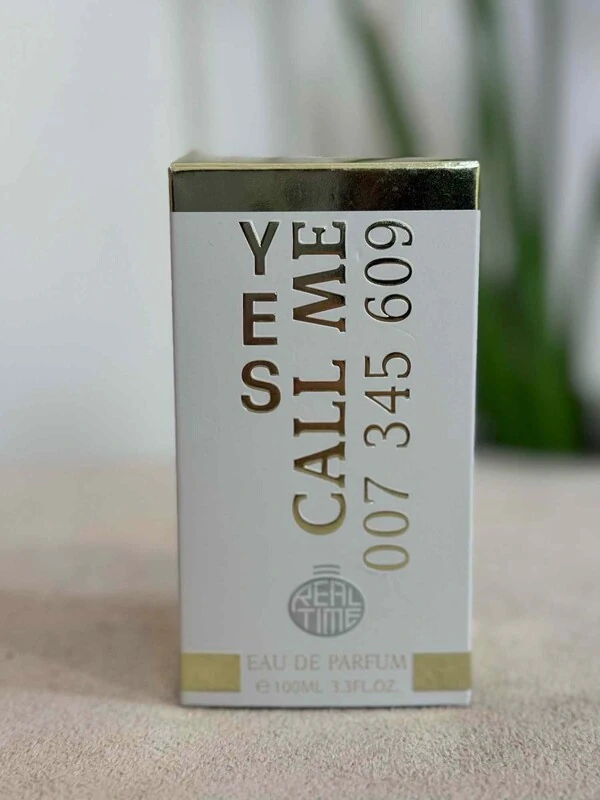 YES
CALL ME
007 345 609
REAL
TIME
EAU DE PARFUM
℮100ML 3.3FL.OZ.